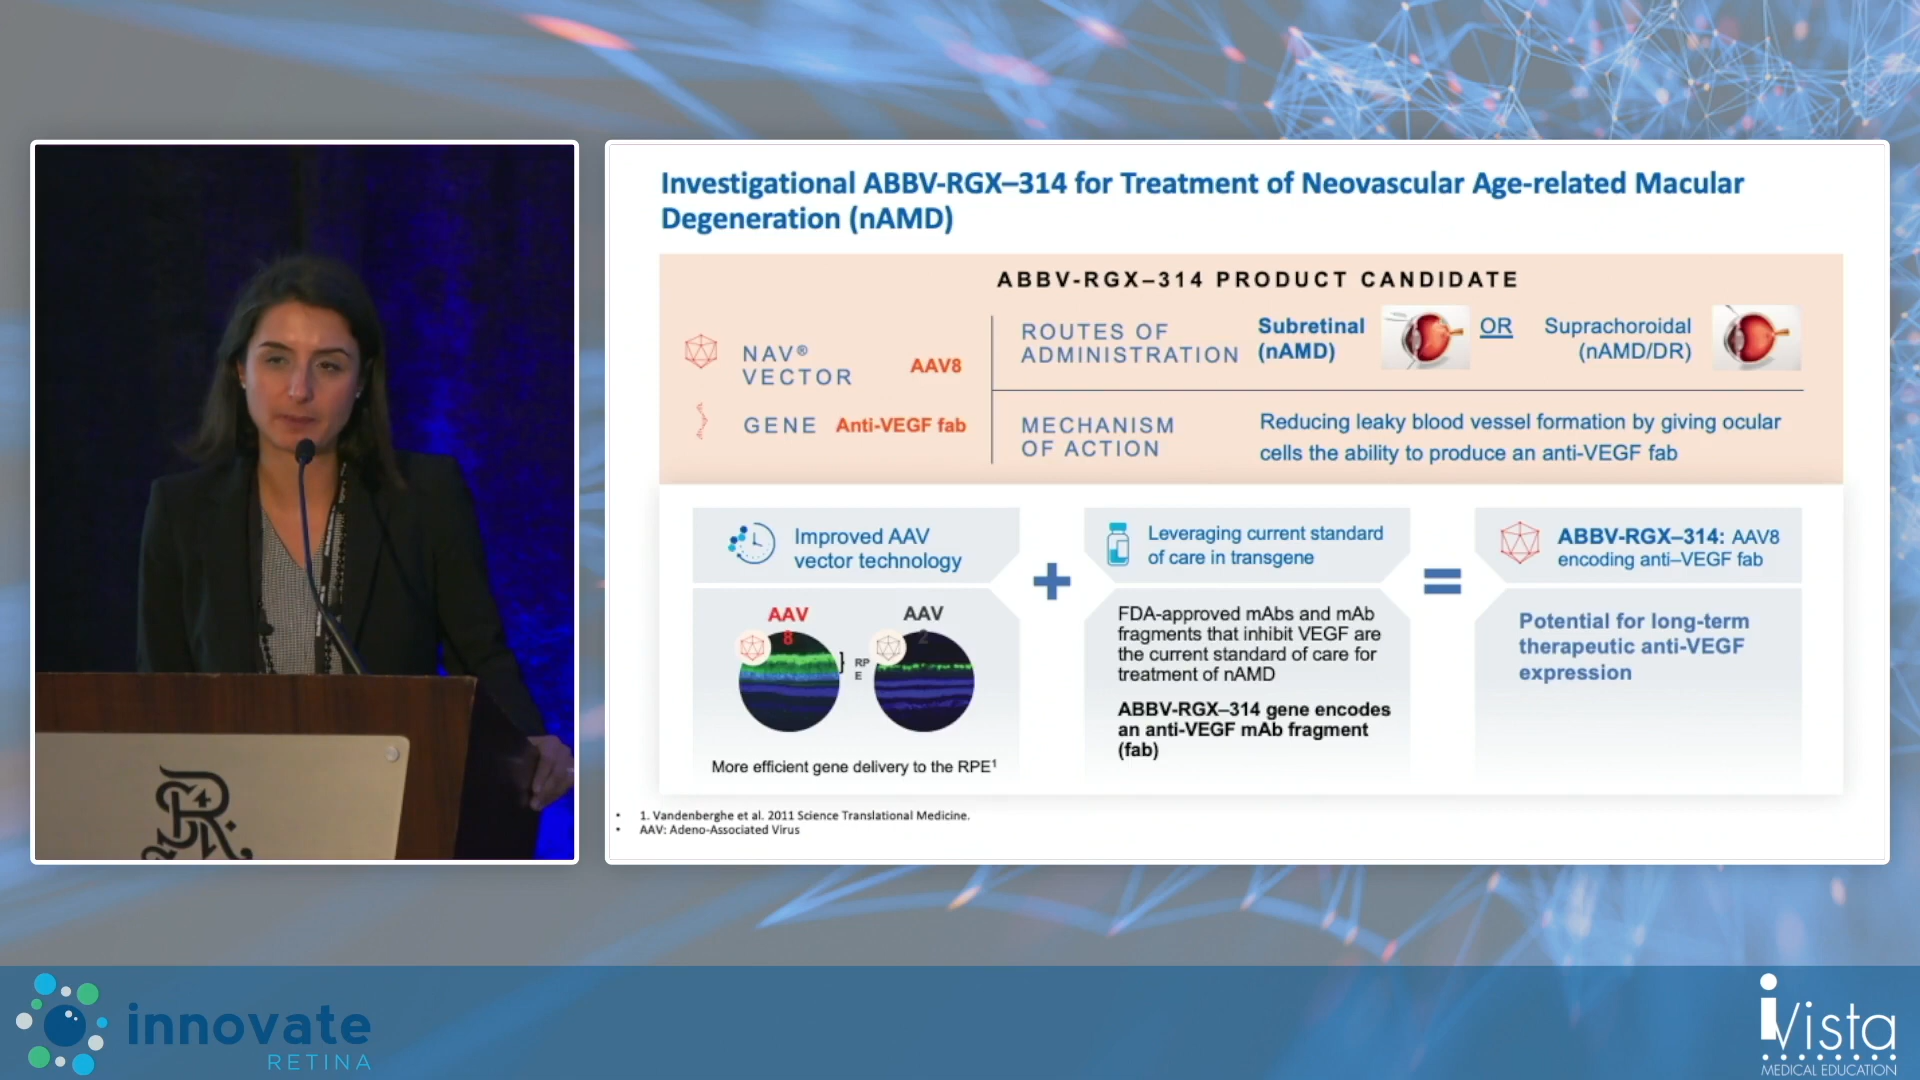 Investigational ABBV-RGX–314 for Treatment of Neovascular Age-related Macular
Degeneration (nAMD)
ABBV-RGX–314 PRODUCT CANDIDATE
NAV®
VECTOR
AAV8
GENE
Anti-VEGF fab
ROUTES OF
ADMINISTRATION
Subretinal
(nAMD)
OR
Suprachoroidal
(nAMD/DR)
MECHANISM
OF ACTION
Reducing leaky blood vessel formation by giving ocular
cells the ability to produce an anti-VEGF fab
Improved AAV
vector technology
AAV
8
AAV
2
RP
E
More efficient gene delivery to the RPE¹
+
Leveraging current standard
of care in transgene
FDA-approved mAbs and mAb
fragments that inhibit VEGF are
the current standard of care for
treatment of nAMD
ABBV-RGX–314 gene encodes
an anti-VEGF mAb fragment
(fab)
=
ABBV-RGX–314: AAV8
encoding anti–VEGF fab
Potential for long-term
therapeutic anti-VEGF
expression
• 1. Vandenberghe et al. 2011 Science Translational Medicine.
• AAV: Adeno-Associated Virus
innovate
RETINA
iVista
MEDICAL EDUCATION